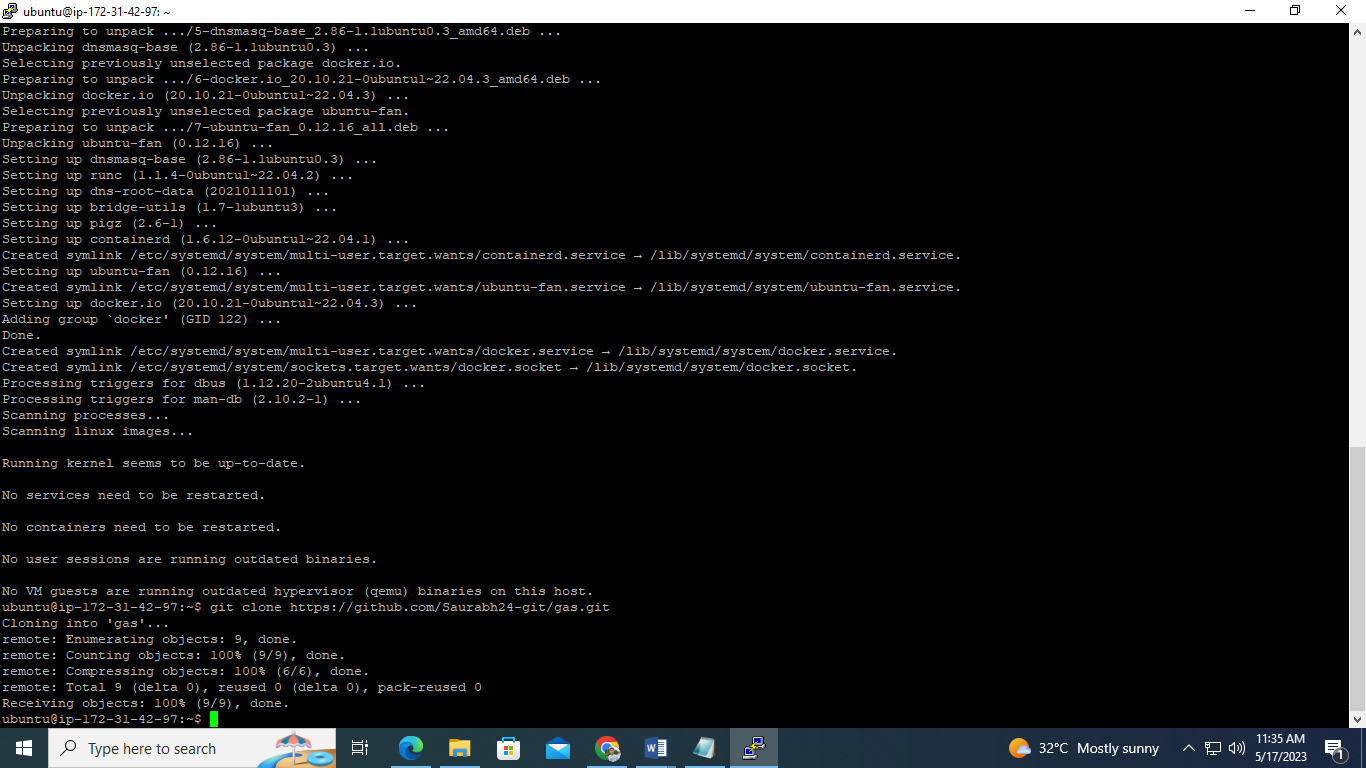 ubuntu@ip-172-31-42-97: ~
Preparing to unpack .../5-dnsmasq-base_2.86-1.1ubuntu0.3_amd64.deb ...
Unpacking dnsmasq-base (2.86-1.1ubuntu0.3) ...
Selecting previously unselected package docker.io.
Preparing to unpack .../6-docker.io_20.10.21-0ubuntu1~22.04.3_amd64.deb ...
Unpacking docker.io (20.10.21-0ubuntu1~22.04.3) ...
Selecting previously unselected package ubuntu-fan.
Preparing to unpack .../7-ubuntu-fan_0.12.16_all.deb ...
Unpacking ubuntu-fan (0.12.16) ...
Setting up dnsmasq-base (2.86-1.1ubuntu0.3) ...
Setting up runc (1.1.4-0ubuntu1~22.04.2) ...
Setting up dns-root-data (2021011101) ...
Setting up bridge-utils (1.7-1ubuntu3) ...
Setting up pigz (2.6-1) ...
Setting up containerd (1.6.12-0ubuntu1~22.04.1) ...
Created symlink /etc/systemd/system/multi-user.target.wants/containerd.service → /lib/systemd/system/containerd.service.
Setting up ubuntu-fan (0.12.16) ...
Created symlink /etc/systemd/system/multi-user.target.wants/ubuntu-fan.service → /lib/systemd/system/ubuntu-fan.service.
Setting up docker.io (20.10.21-0ubuntu1~22.04.3) ...
Adding group `docker' (GID 122) ...
Done.
Created symlink /etc/systemd/system/multi-user.target.wants/docker.service → /lib/systemd/system/docker.service.
Created symlink /etc/systemd/system/sockets.target.wants/docker.socket → /lib/systemd/system/docker.socket.
Processing triggers for dbus (1.12.20-2ubuntu4.1) ...
Processing triggers for man-db (2.10.2-1) ...
Scanning processes...
Scanning linux images...
Running kernel seems to be up-to-date.
No services need to be restarted.
No containers need to be restarted.
No user sessions are running outdated binaries.
No VM guests are running outdated hypervisor (qemu) binaries on this host.
ubuntu@ip-172-31-42-97:~$ git clone https://github.com/Saurabh24-git/gas.git
Cloning into 'gas'...
remote: Enumerating objects: 9, done.
remote: Counting objects: 100% (9/9), done.
remote: Compressing objects: 100% (6/6), done.
remote: Total 9 (delta 0), reused 0 (delta 0), pack-reused 0
Receiving objects: 100% (9/9), done.
ubuntu@ip-172-31-42-97:~$
Type here to search
32°C Mostly sunny
11:35 AM
5/17/2023
1